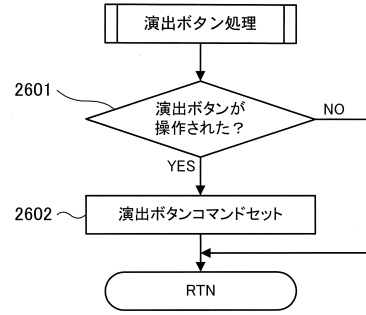 演出ボタン処理
2601
演出ボタンが
操作された？
NO
YES
2602
演出ボタンコマンドセット
RTN